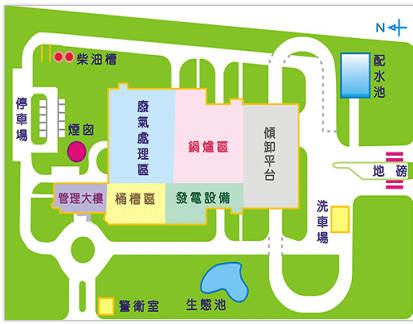 N
柴油槽
配水池
停車場
煙囪
廢氣處理區
鍋爐區
傾卸平台
地磅
管理大樓
桶槽區
發電設備
洗車場
警衛室
生態池